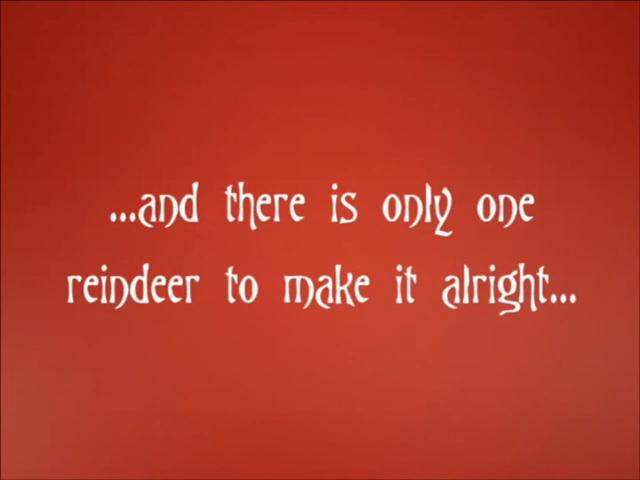 ...and there is only one
reindeer to make it alright...